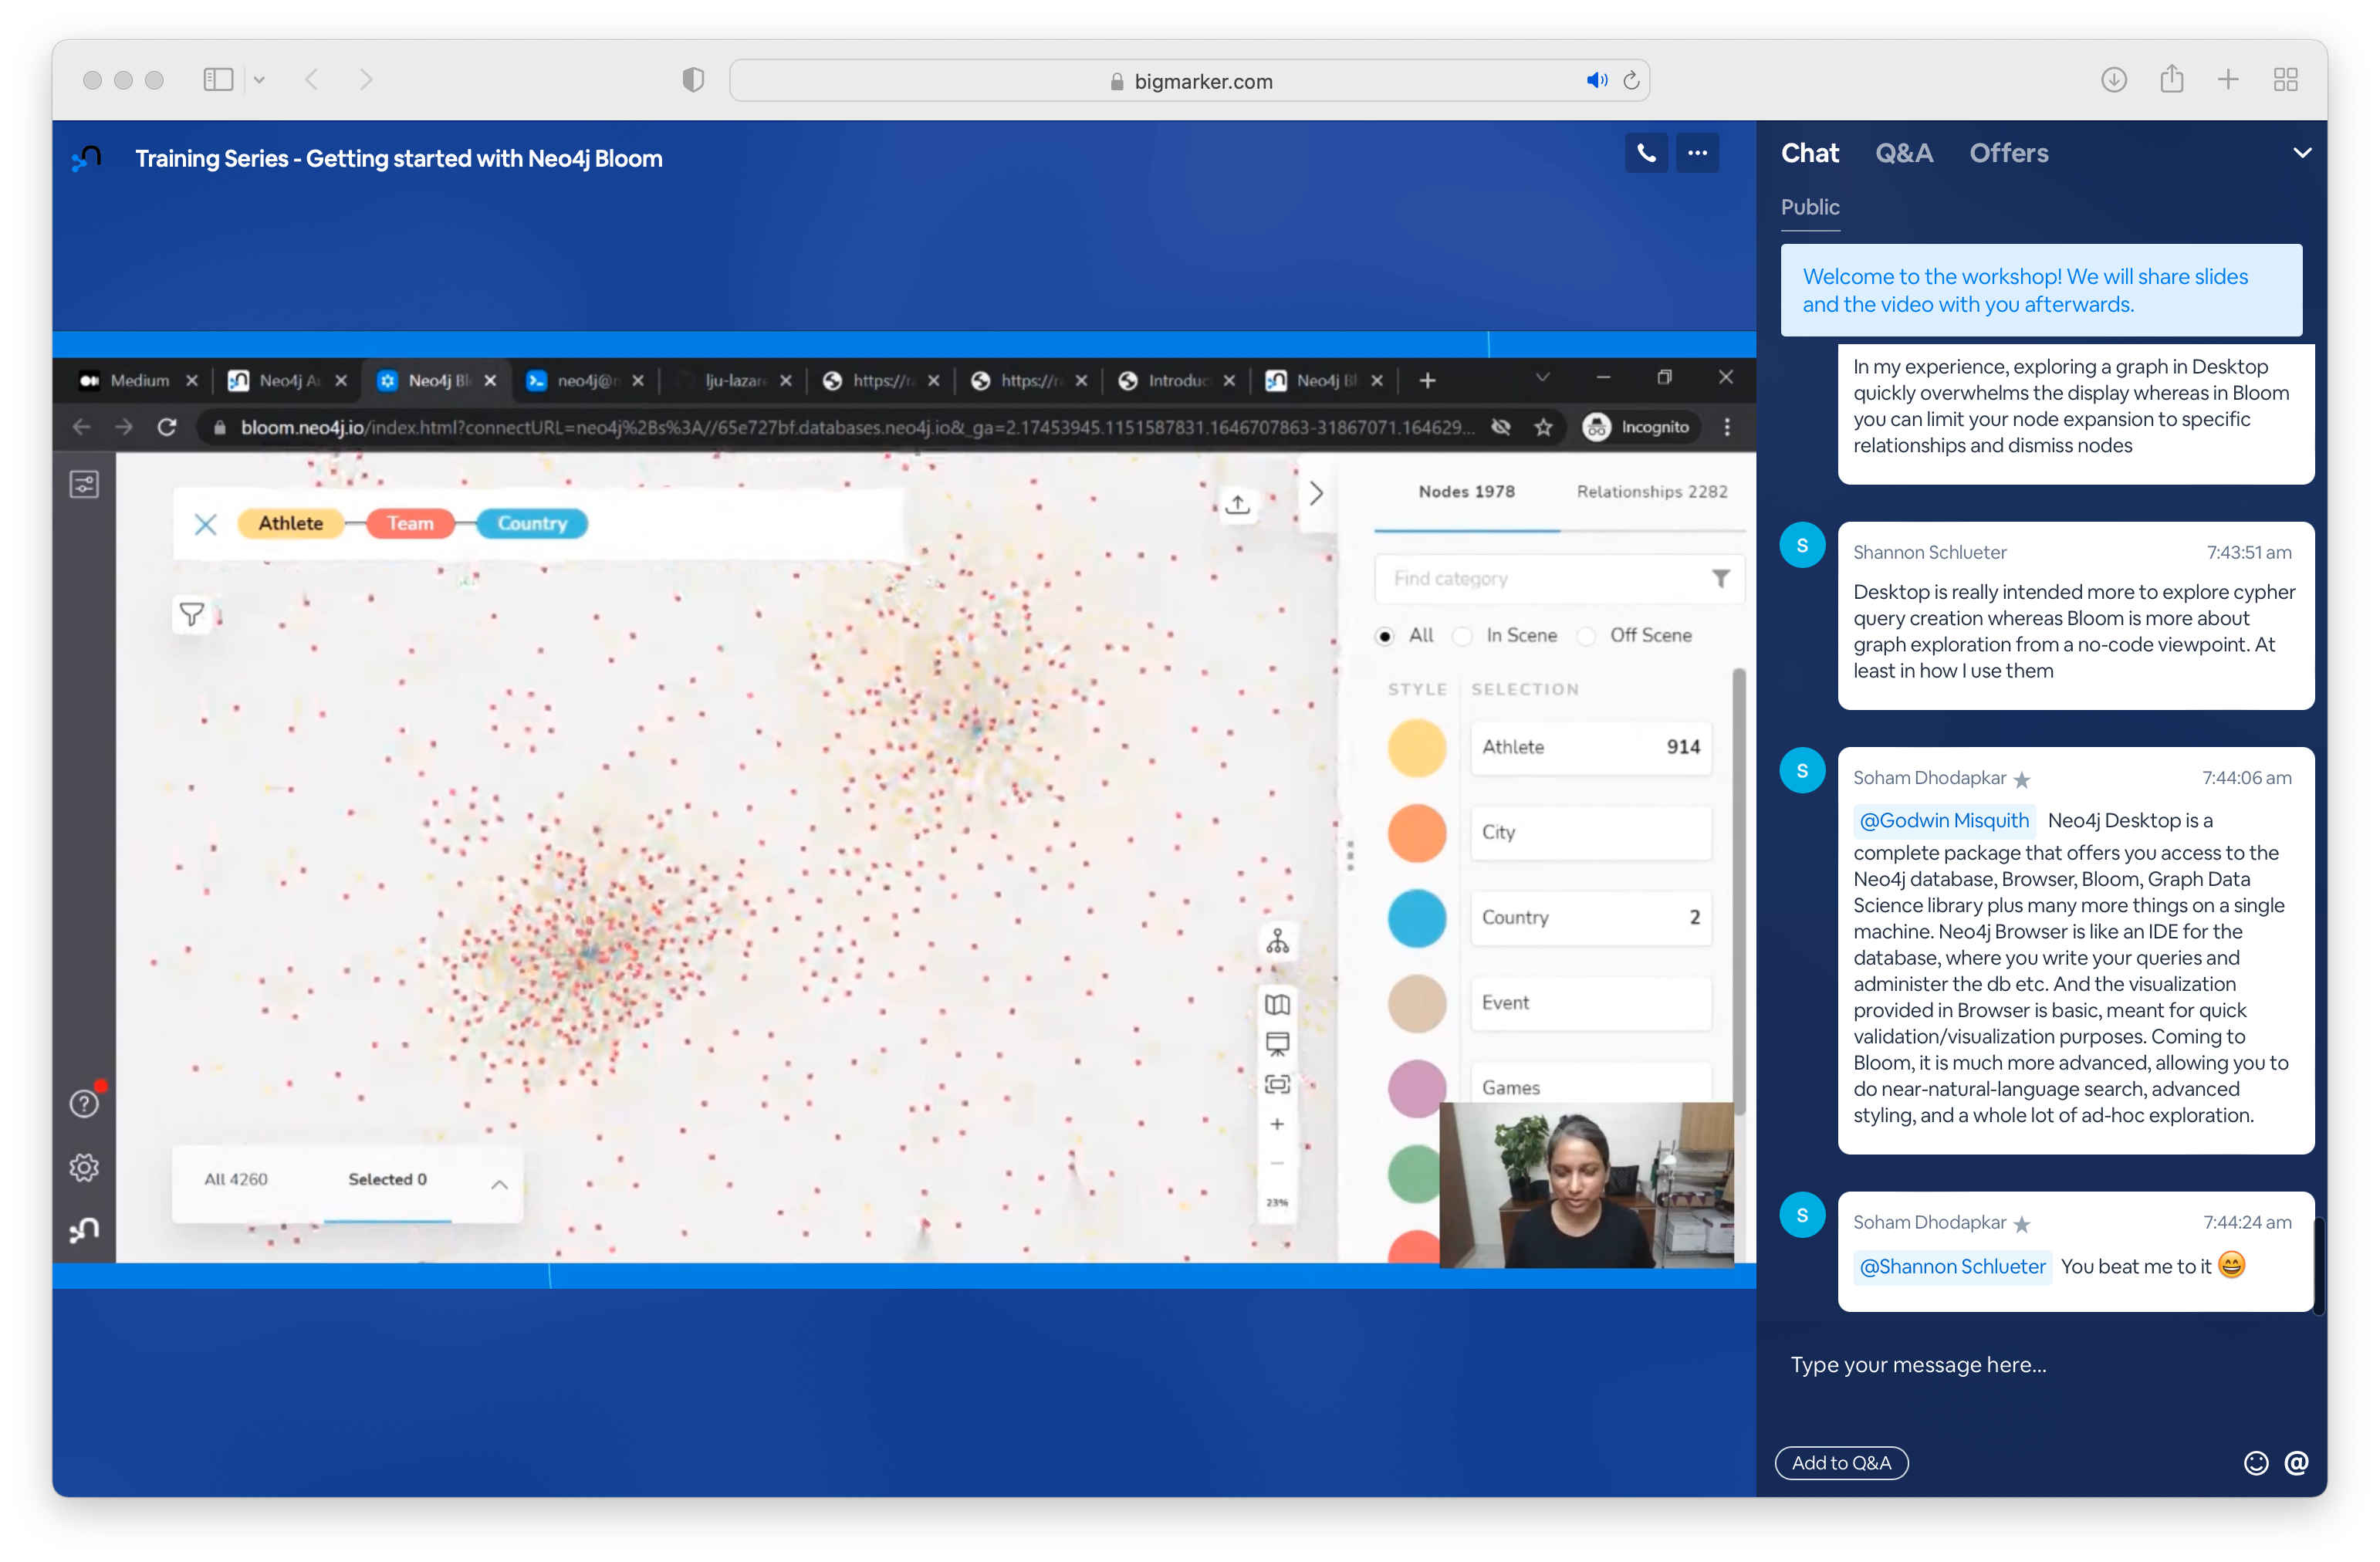 bigmarker.com
Training Series - Getting started with Neo4j Bloom
Medium
Neo4j Au
Neo4j Bl
neo4j@n
lju-lazare
https://ra
https://ra
Introduc
Neo4j Bl
bloom.neo4j.io/index.html?connectURL=neo4j%2Bs%3A//65e727bf.databases.neo4j.io&_ga=2.17453945.1151587831.1646707863-31867071.164629...
Incognito
Athlete
Team
Country
Nodes 1978
Relationships 2282
Find category
All
In Scene
Off Scene
STYLE
SELECTION
Athlete 914
City
Country 2
Event
Games
23%
All 4260
Selected 0
Chat
Q&A
Offers
Public
Welcome to the workshop! We will share slides
and the video with you afterwards.
In my experience, exploring a graph in Desktop
quickly overwhelms the display whereas in Bloom
you can limit your node expansion to specific
relationships and dismiss nodes
S
Shannon Schlueter 7:43:51 am
Desktop is really intended more to explore cypher
query creation whereas Bloom is more about
graph exploration from a no-code viewpoint. At
least in how I use them
S
Soham Dhodapkar 7:44:06 am
@Godwin Misquith Neo4j Desktop is a
complete package that offers you access to the
Neo4j database, Browser, Bloom, Graph Data
Science library plus many more things on a single
machine. Neo4j Browser is like an IDE for the
database, where you write your queries and
administer the db etc. And the visualization
provided in Browser is basic, meant for quick
validation/visualization purposes. Coming to
Bloom, it is much more advanced, allowing you to
do near-natural-language search, advanced
styling, and a whole lot of ad-hoc exploration.
S
Soham Dhodapkar 7:44:24 am
@Shannon Schlueter You beat me to it 😄
Type your message here...
Add to Q&A
@